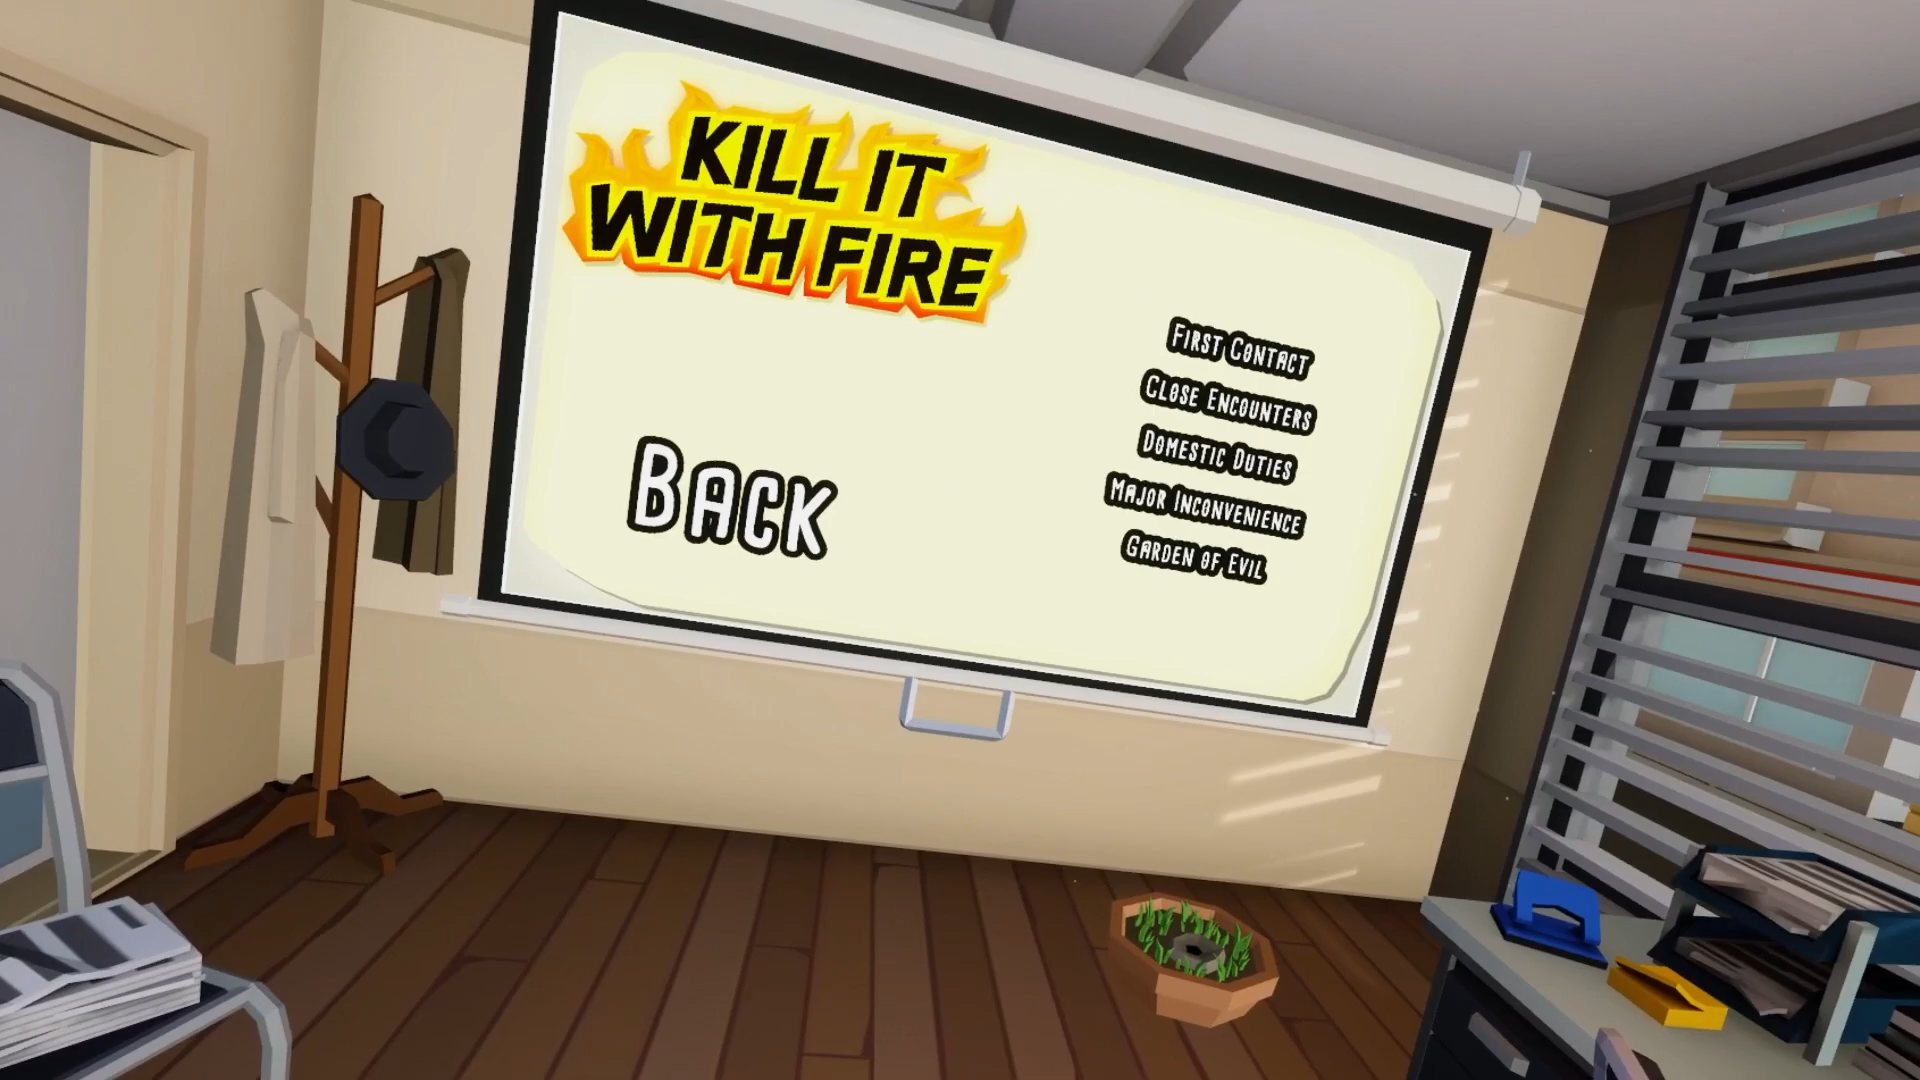 KILL IT
WITH FIRE
First Contact
Close Encounters
Domestic Duties
Major Inconvenience
Garden of Evil
Back